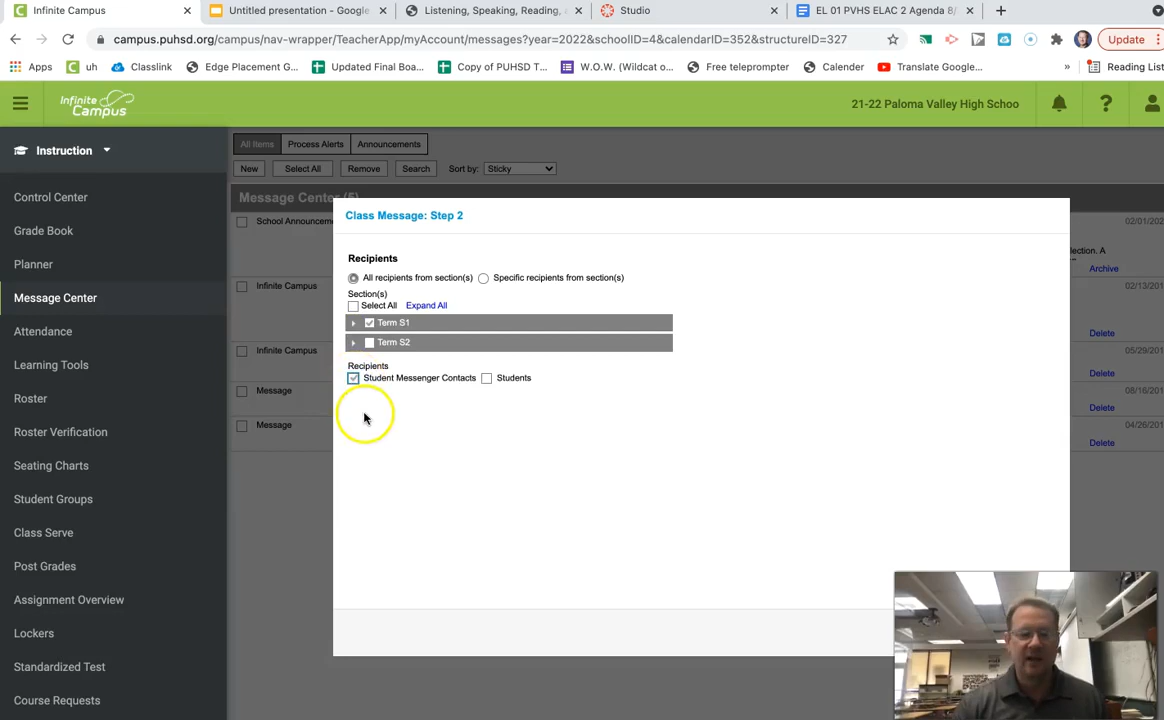 Infinite Campus
Untitled presentation - Google
Listening, Speaking, Reading, a
Studio
EL 01 PVHS ELAC 2 Agenda 8/
campus.puhsd.org/campus/nav-wrapper/TeacherApp/myAccount/messages?year=2022&schoolID=4&calendarID=352&structureID=327
Update
Apps
uh
Classlink
Edge Placement G...
Updated Final Boa...
Copy of PUHSD T...
W.O.W. (Wildcat o...
Free teleprompter
Calender
Translate Google...
»
Reading List
Infinite Campus
21-22 Paloma Valley High Schoo
Instruction
Control Center
Grade Book
Planner
Message Center
Attendance
Learning Tools
Roster
Roster Verification
Seating Charts
Student Groups
Class Serve
Post Grades
Assignment Overview
Lockers
Standardized Test
Course Requests
All Items Process Alerts Announcements
New Select All Remove Search Sort by: Sticky
Message Center (5)
School Announceme
02/01/202
lection. A
Archive
Infinite Campus
02/13/201
Delete
Infinite Campus
05/29/201
Delete
Message
08/16/201
Delete
Message
04/26/201
Delete
Class Message: Step 2
Recipients
All recipients from section(s) Specific recipients from section(s)
Section(s)
Select All Expand All
Term S1
Term S2
Recipients
Student Messenger Contacts Students